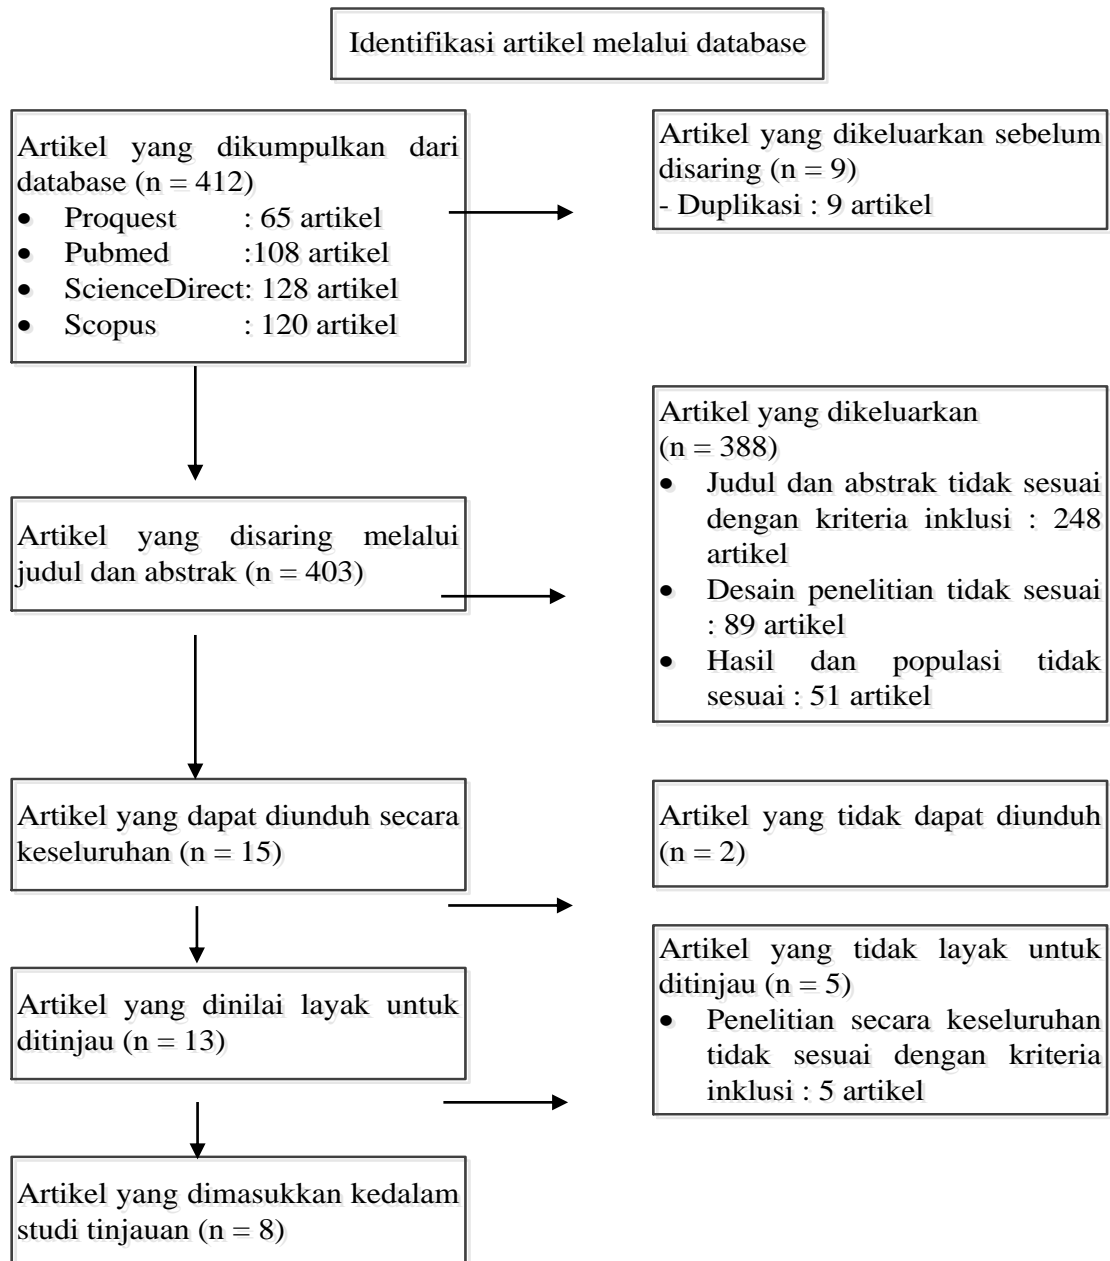 Identifikasi artikel melalui database
Artikel yang dikumpulkan dari
database (n = 412)
• Proquest : 65 artikel
• Pubmed :108 artikel
• ScienceDirect: 128 artikel
• Scopus : 120 artikel
Artikel yang dikeluarkan sebelum
disaring (n = 9)
- Duplikasi : 9 artikel
Artikel yang disaring melalui
judul dan abstrak (n = 403)
Artikel yang dikeluarkan
(n = 388)
• Judul dan abstrak tidak sesuai
dengan kriteria inklusi : 248
artikel
• Desain penelitian tidak sesuai
: 89 artikel
• Hasil dan populasi tidak
sesuai : 51 artikel
Artikel yang dapat diunduh secara
keseluruhan (n = 15)
Artikel yang tidak dapat diunduh
(n = 2)
Artikel yang dinilai layak untuk
ditinjau (n = 13)
Artikel yang tidak layak untuk
ditinjau (n = 5)
• Penelitian secara keseluruhan
tidak sesuai dengan kriteria
inklusi : 5 artikel
Artikel yang dimasukkan kedalam
studi tinjauan (n = 8)